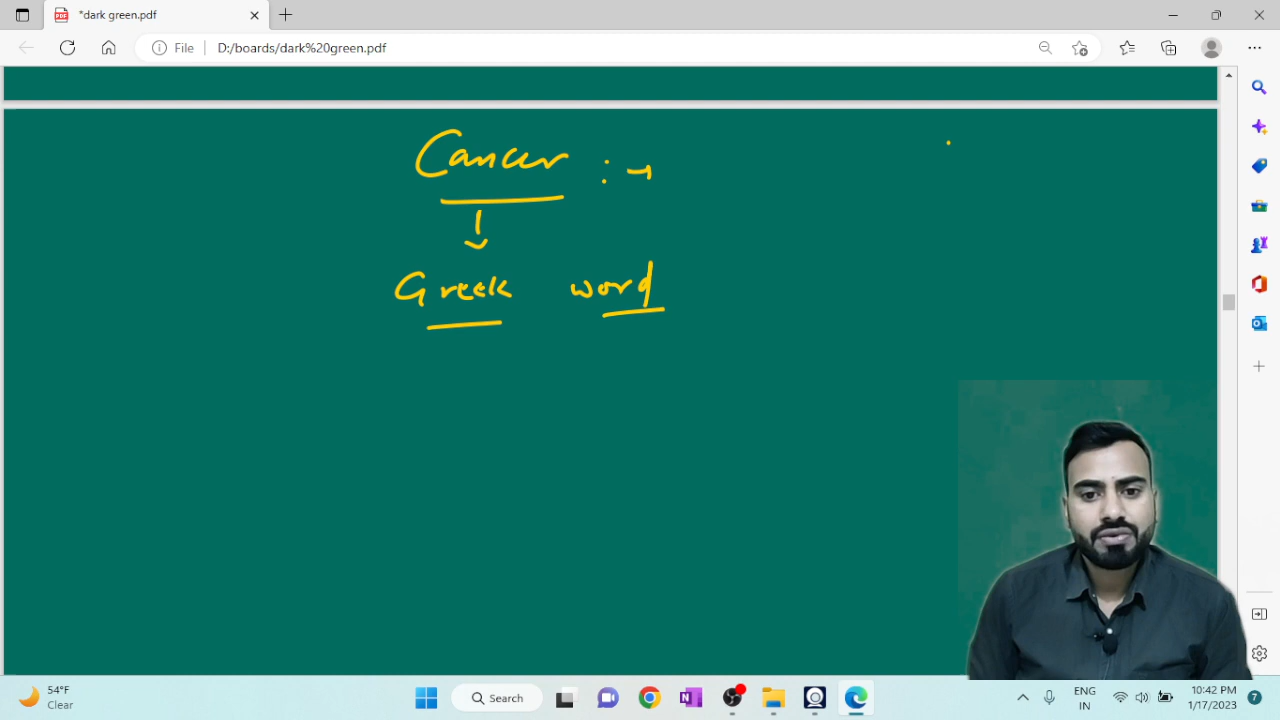 *dark green.pdf
File D:/boards/dark%20green.pdf
Cancer :→
↓
Greek word
54°F
Clear
Search
ENG
IN
10:42 PM
1/17/2023
7